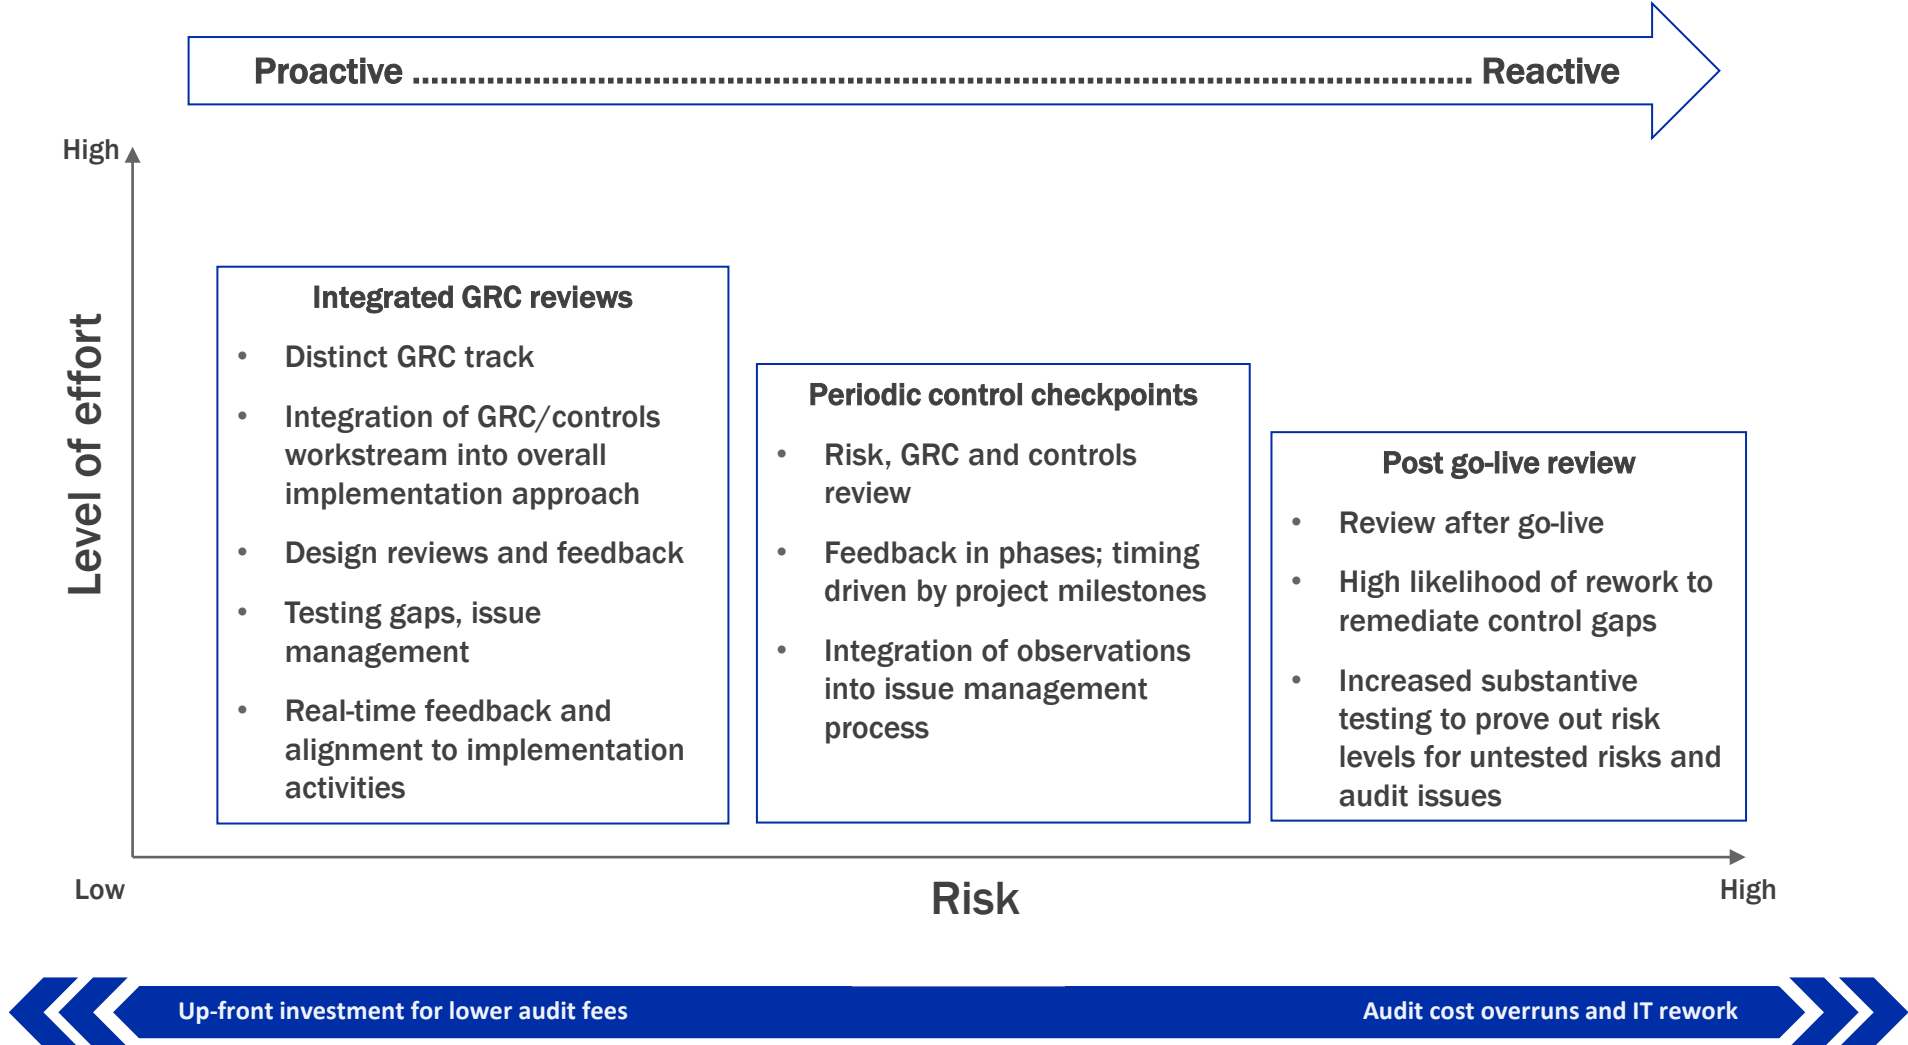 Proactive ........................................................................................................ Reactive
High
Level of effort
Integrated GRC reviews
• Distinct GRC track
• Integration of GRC/controls
workstream into overall
implementation approach
• Design reviews and feedback
• Testing gaps, issue
management
• Real-time feedback and
alignment to implementation
activities
Periodic control checkpoints
• Risk, GRC and controls
review
• Feedback in phases; timing
driven by project milestones
• Integration of observations
into issue management
process
Post go-live review
• Review after go-live
• High likelihood of rework to
remediate control gaps
• Increased substantive
testing to prove out risk
levels for untested risks and
audit issues
Low
Risk
High
Up-front investment for lower audit fees
Audit cost overruns and IT rework